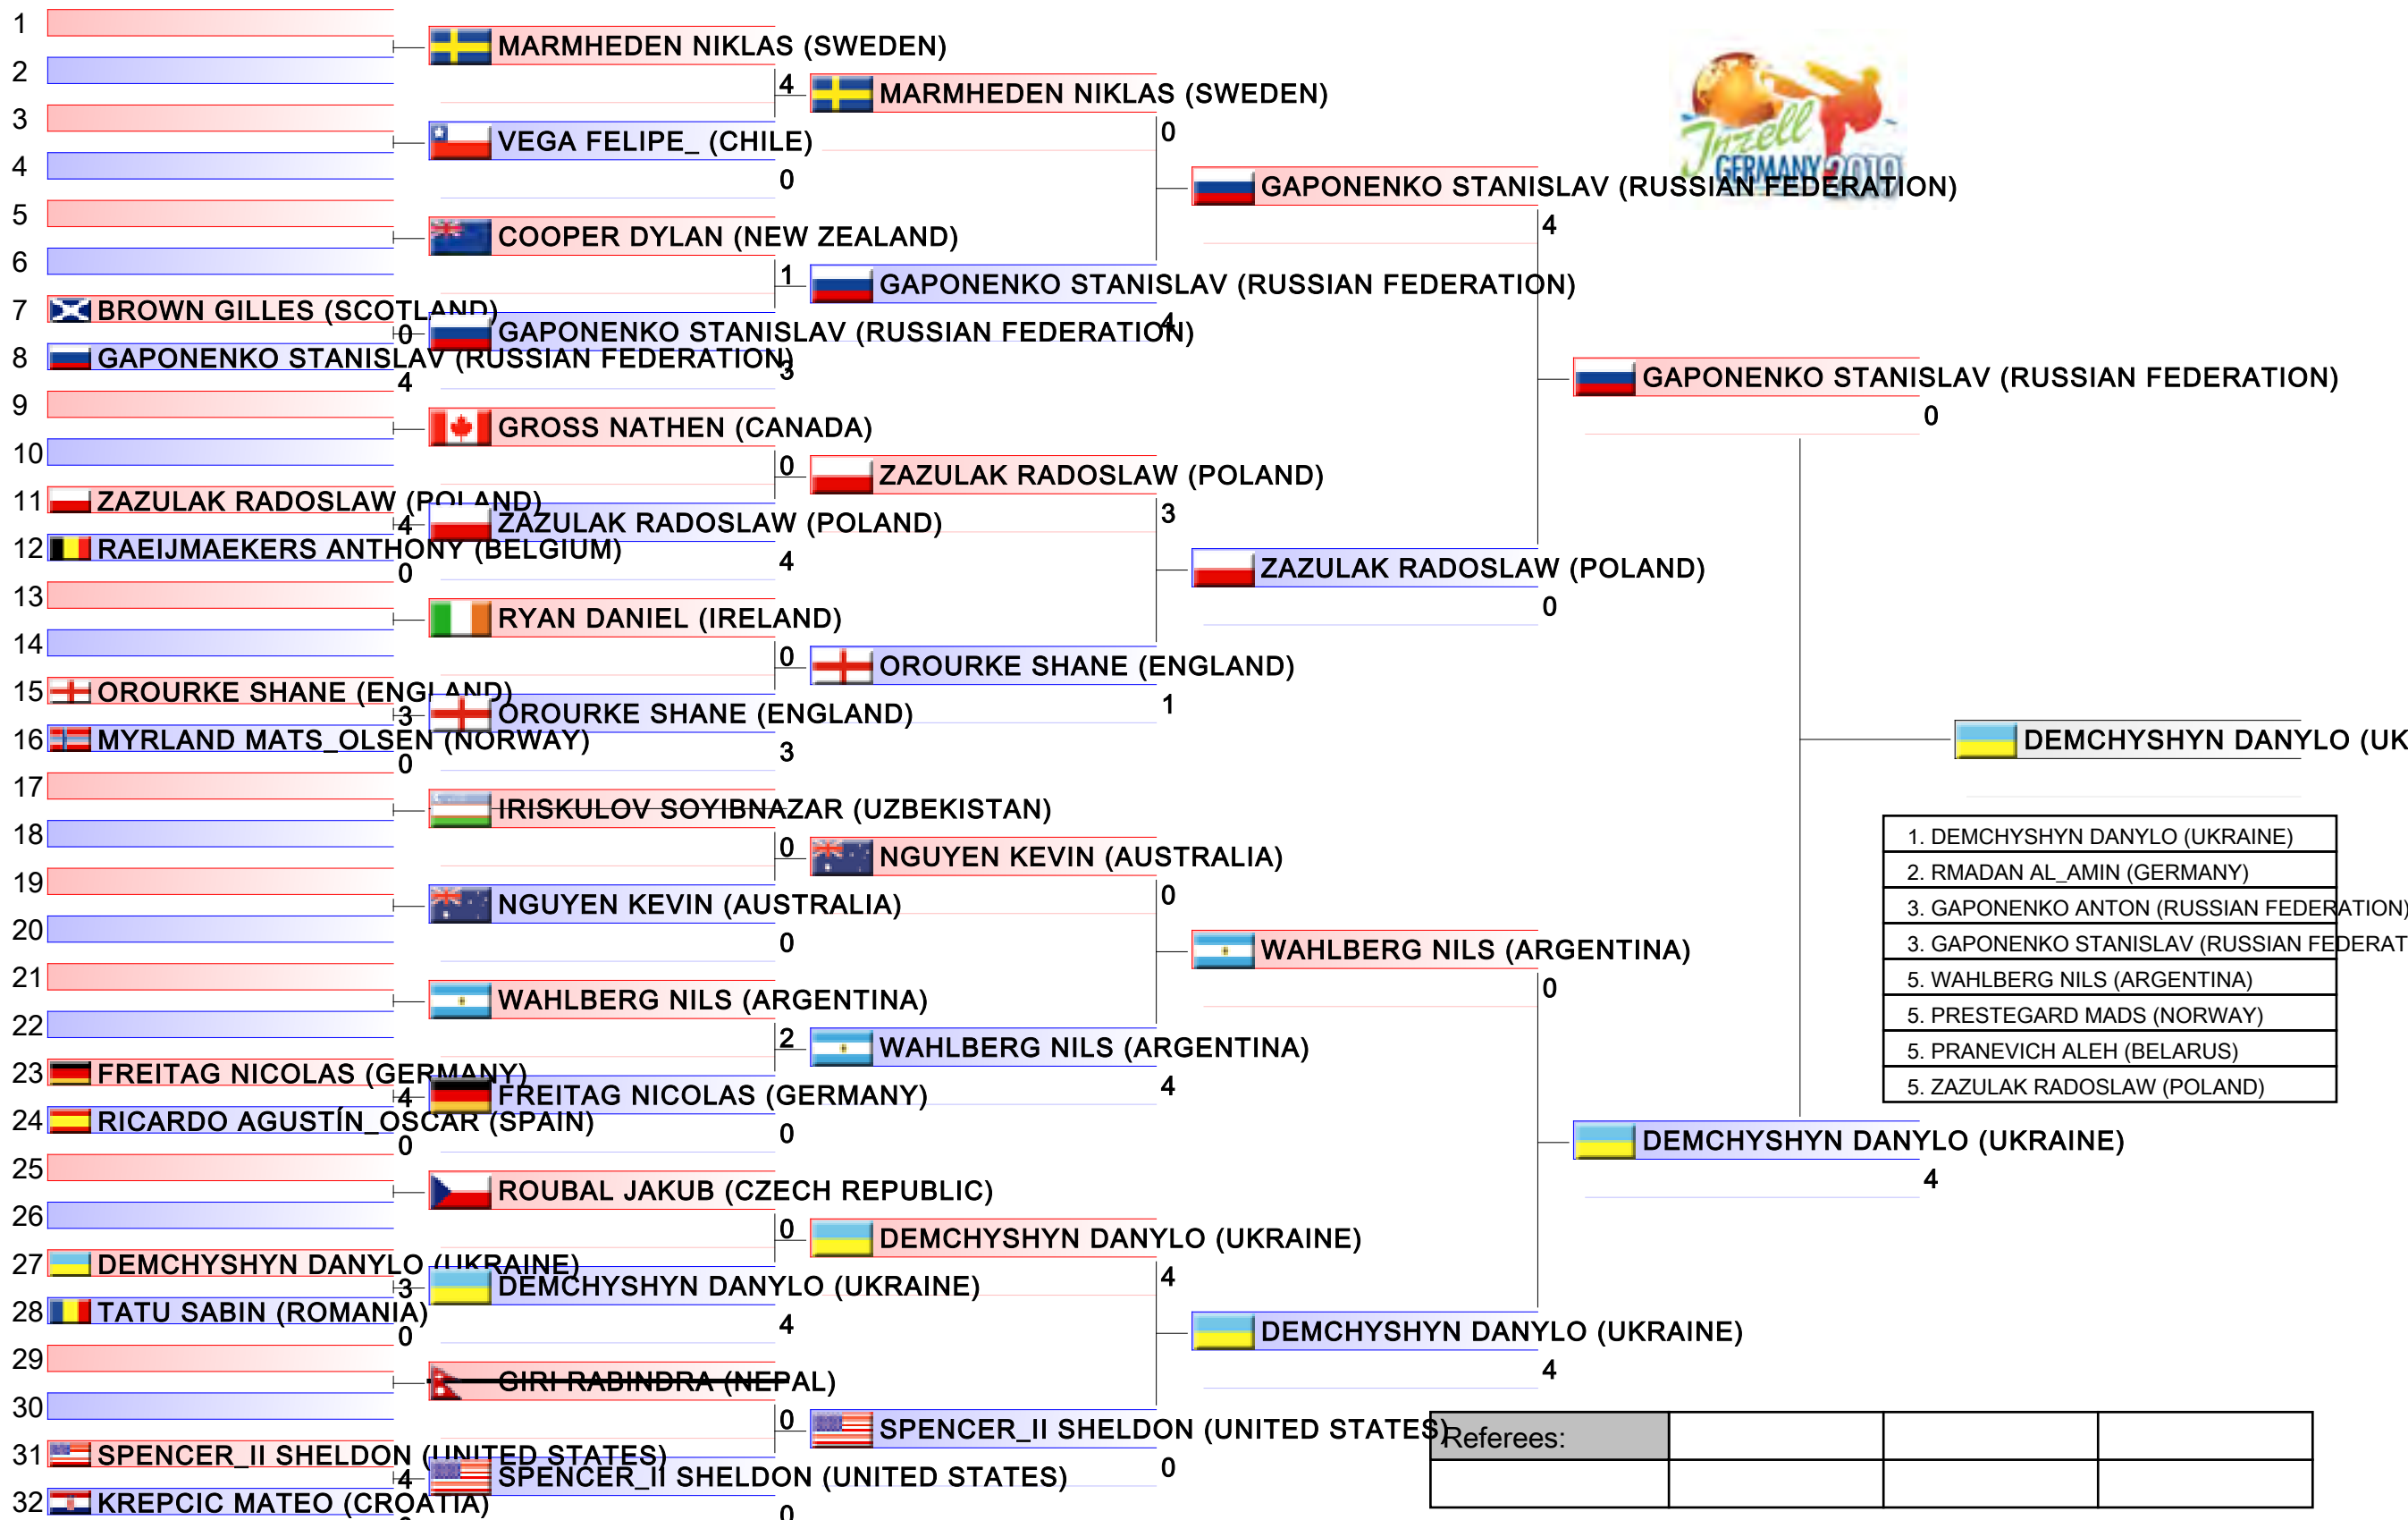 1
MARMHEDEN NIKLAS (SWEDEN)
2
4
MARMHEDEN NIKLAS (SWEDEN)
3
0
VEGA FELIPE_ (CHILE)
4
0
Inzell
GERMANY 2019
GAPONENKO STANISLAV (RUSSIAN FEDERATION)
4
5
COOPER DYLAN (NEW ZEALAND)
6
1
GAPONENKO STANISLAV (RUSSIAN FEDERATION)
4
7 BROWN GILLES (SCOTLAND)
0
GAPONENKO STANISLAV (RUSSIAN FEDERATION)
3
8 GAPONENKO STANISLAV (RUSSIAN FEDERATION)
4
GAPONENKO STANISLAV (RUSSIAN FEDERATION)
0
9
GROSS NATHEN (CANADA)
10
0
ZAZULAK RADOSLAW (POLAND)
3
11 ZAZULAK RADOSLAW (POLAND)
4
ZAZULAK RADOSLAW (POLAND)
4
12 RAEIJMAEKERS ANTHONY (BELGIUM)
0
ZAZULAK RADOSLAW (POLAND)
0
13
RYAN DANIEL (IRELAND)
14
0
OROURKE SHANE (ENGLAND)
1
15 OROURKE SHANE (ENGLAND)
3
OROURKE SHANE (ENGLAND)
3
16 MYRLAND MATS_OLSEN (NORWAY)
0
DEMCHYSHYN DANYLO (UK
17
IRISKULOV SOYIBNAZAR (UZBEKISTAN)
18
0
NGUYEN KEVIN (AUSTRALIA)
0
19
NGUYEN KEVIN (AUSTRALIA)
20
0
1. DEMCHYSHYN DANYLO (UKRAINE)
2. RMADAN AL_AMIN (GERMANY)
3. GAPONENKO ANTON (RUSSIAN FEDERATION)
3. GAPONENKO STANISLAV (RUSSIAN FEDERAT
5. WAHLBERG NILS (ARGENTINA)
5. PRESTEGARD MADS (NORWAY)
5. PRANEVICH ALEH (BELARUS)
5. ZAZULAK RADOSLAW (POLAND)
WAHLBERG NILS (ARGENTINA)
0
21
WAHLBERG NILS (ARGENTINA)
22
2
WAHLBERG NILS (ARGENTINA)
4
23 FREITAG NICOLAS (GERMANY)
4
FREITAG NICOLAS (GERMANY)
0
24 RICARDO AGUSTÍN_OSCAR (SPAIN)
0
DEMCHYSHYN DANYLO (UKRAINE)
4
25
ROUBAL JAKUB (CZECH REPUBLIC)
26
0
DEMCHYSHYN DANYLO (UKRAINE)
4
27 DEMCHYSHYN DANYLO (UKRAINE)
3
DEMCHYSHYN DANYLO (UKRAINE)
4
28 TATU SABIN (ROMANIA)
0
DEMCHYSHYN DANYLO (UKRAINE)
4
29
GIRI RABINDRA (NEPAL)
30
0
SPENCER_II SHELDON (UNITED STATES)
0
Referees:
31 SPENCER_II SHELDON (UNITED STATES)
4
SPENCER_II SHELDON (UNITED STATES)
0
32 KREPCIC MATEO (CROATIA)